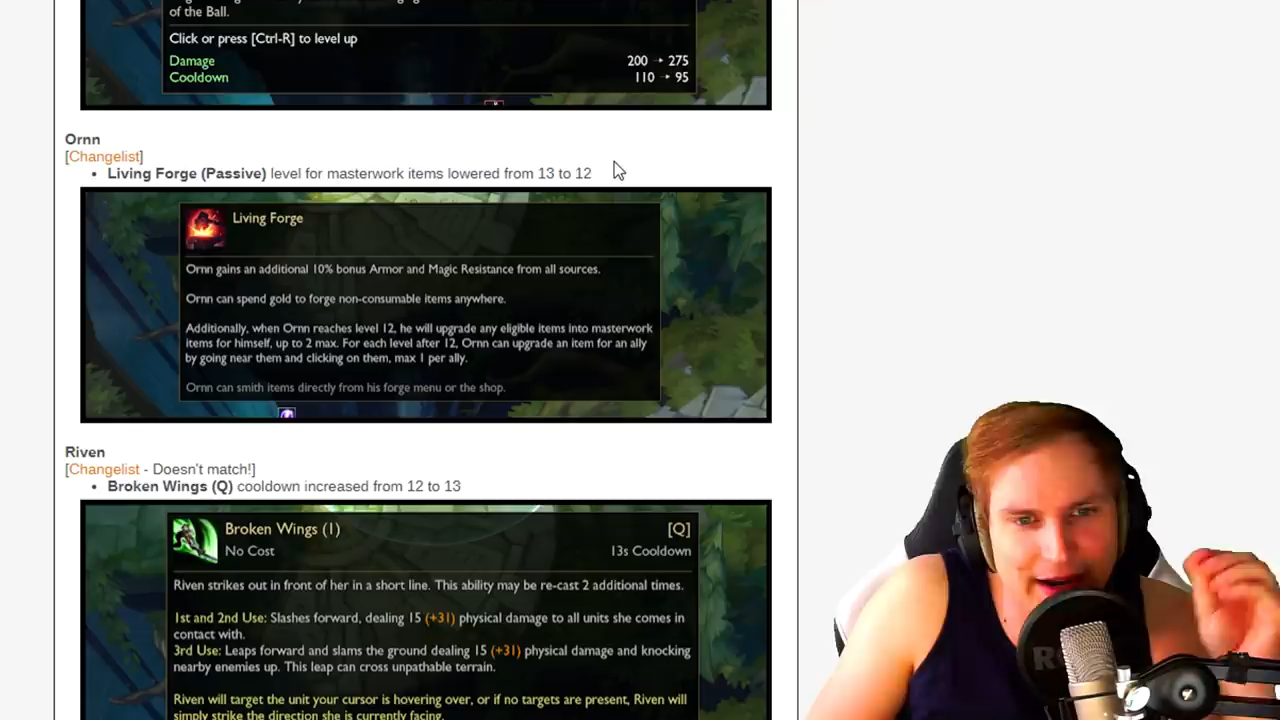 of the Ball.
Click or press [Ctrl-R] to level up
Damage 200 → 275
Cooldown 110 → 95
Ornn
[Changelist]
• Living Forge (Passive) level for masterwork items lowered from 13 to 12
Living Forge
Ornn gains an additional 10% bonus Armor and Magic Resistance from all sources.
Ornn can spend gold to forge non-consumable items anywhere.
Additionally, when Ornn reaches level 12, he will upgrade any eligible items into masterwork
items for himself, up to 2 max. For each level after 12, Ornn can upgrade an item for an ally
by going near them and clicking on them, max 1 per ally.
Ornn can smith items directly from his forge menu or the shop.
Riven
[Changelist - Doesn't match!]
• Broken Wings (Q) cooldown increased from 12 to 13
Broken Wings (1) [Q]
No Cost 13s Cooldown
Riven strikes out in front of her in a short line. This ability may be re-cast 2 additional times.
1st and 2nd Use: Slashes forward, dealing 15 (+31) physical damage to all units she comes in
contact with.
3rd Use: Leaps forward and slams the ground dealing 15 (+31) physical damage and knocking
nearby enemies up. This leap can cross unpathable terrain.
Riven will target the unit your cursor is hovering over, or if no targets are present, Riven will
simply strike the direction she is currently facing.